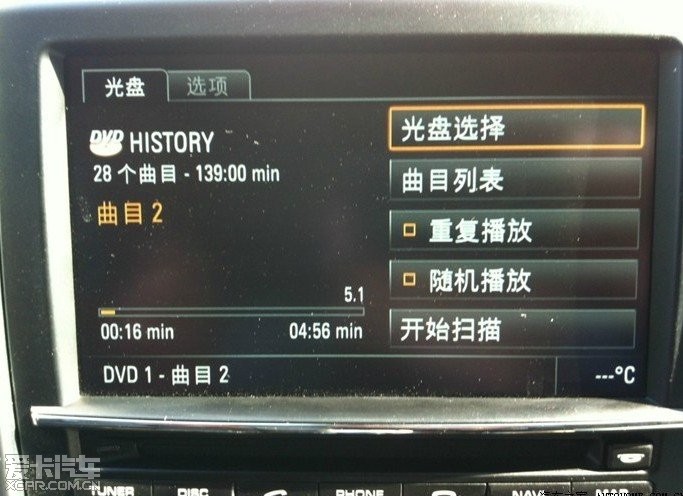 光盘 选项
DVD HISTORY
28 个曲目 - 139:00 min
曲目 2
5.1
00:16 min 04:56 min
光盘选择
曲目列表
重复播放
随机播放
开始扫描
DVD 1 - 曲目 2 ---°C
爱卡汽车
XCAR.COM.CN
TUNER DISC PHONE NAV MAP